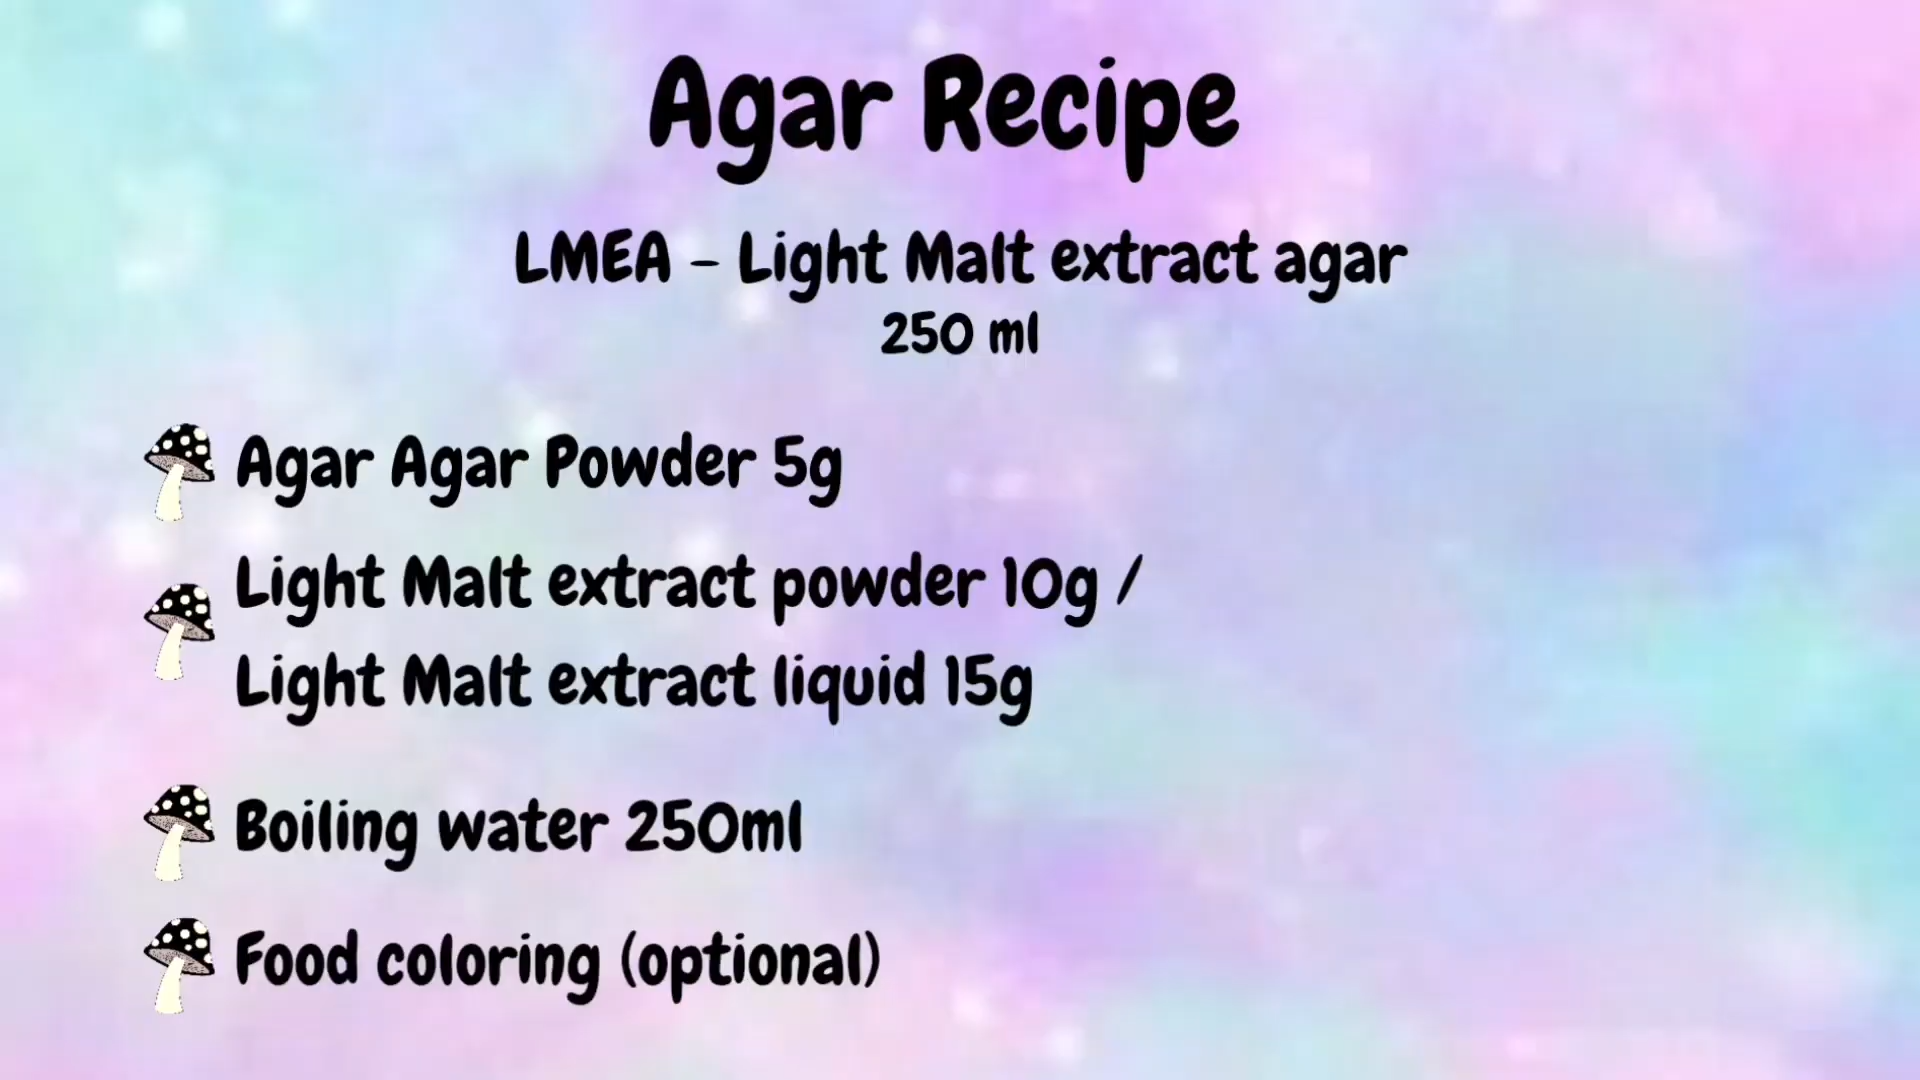 Agar Recipe
LMEA - Light Malt extract agar
250 ml
Agar Agar Powder 5g
Light Malt extract powder 10g /
Light Malt extract liquid 15g
Boiling water 250ml
Food coloring (optional)